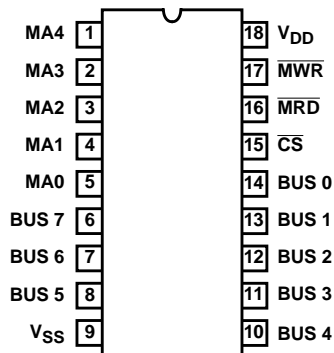 MA4 1 18 VDD
MA3 2 17 MWR
MA2 3 16 MRD
MA1 4 15 CS
MA0 5 14 BUS 0
BUS 7 6 13 BUS 1
BUS 6 7 12 BUS 2
BUS 5 8 11 BUS 3
VSS 9 10 BUS 4